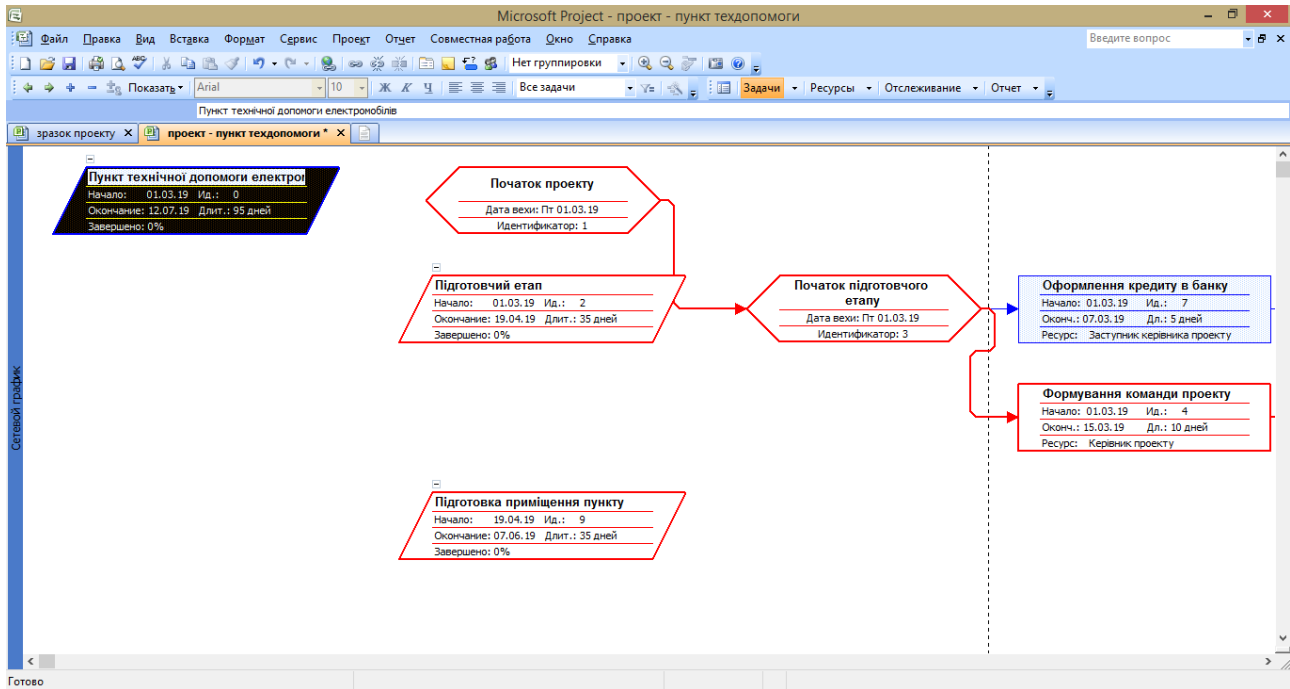 Microsoft Project - проект - пункт техдопомоги
Файл Правка Вид Вставка Формат Сервис Проект Отчет Совместная работа Окно Справка Введите вопрос
Нет группировки
Показать Arial 10 Ж К Ч Все задачи Задачи Ресурсы Отслеживание Отчет
Пункт технічної допомоги електромобілів
зразок проекту проект - пункт техдопомоги *
Пункт технічної допомоги електро
Начало: 01.03.19 Ид.: 0
Окончание: 12.07.19 Длит.: 95 дней
Завершено: 0%
Початок проекту
Дата вехи: Пт 01.03.19
Идентификатор: 1
Підготовчий етап
Начало: 01.03.19 Ид.: 2
Окончание: 19.04.19 Длит.: 35 дней
Завершено: 0%
Початок підготовчого
етапу
Дата вехи: Пт 01.03.19
Идентификатор: 3
Оформлення кредиту в банку
Начало: 01.03.19 Ид.: 7
Оконч.: 07.03.19 Дл.: 5 дней
Ресурс: Заступник керівника проекту
Формування команди проекту
Начало: 01.03.19 Ид.: 4
Оконч.: 15.03.19 Дл.: 10 дней
Ресурс: Керівник проекту
Підготовка приміщення пункту
Начало: 19.04.19 Ид.: 9
Окончание: 07.06.19 Длит.: 35 дней
Завершено: 0%
Сетевой график
Готово